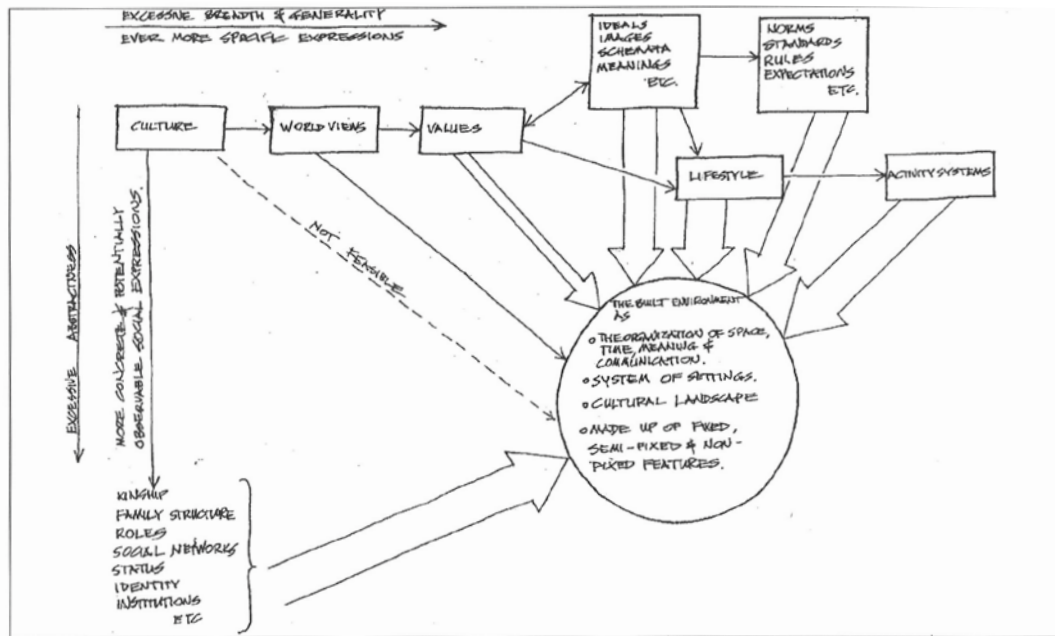 EXCESSIVE BREADTH & GENERALITY
EVER MORE SPECIFIC EXPRESSIONS
IDEALS
IMAGES
SCHEMATA
MEANINGS
ETC.
NORMS
STANDARDS
RULES
EXPECTATIONS
ETC.
CULTURE
WORLD VIEWS
VALUES
LIFESTYLE
ACTIVITY SYSTEMS
EXCESSIVE ABSTRACTNESS
MORE CONCRETE & POTENTIALLY
OBSERVABLE SOCIAL EXPRESSIONS.
NOT FEASIBLE
THE BUILT ENVIRONMENT
AS
• THE ORGANIZATION OF SPACE,
TIME, MEANING &
COMMUNICATION.
• SYSTEM OF SETTINGS.
• CULTURAL LANDSCAPE
• MADE UP OF FIXED,
SEMI-FIXED & NON-
FIXED FEATURES.
KINSHIP
FAMILY STRUCTURE
ROLES
SOCIAL NETWORKS
STATUS
IDENTITY
INSTITUTIONS
ETC